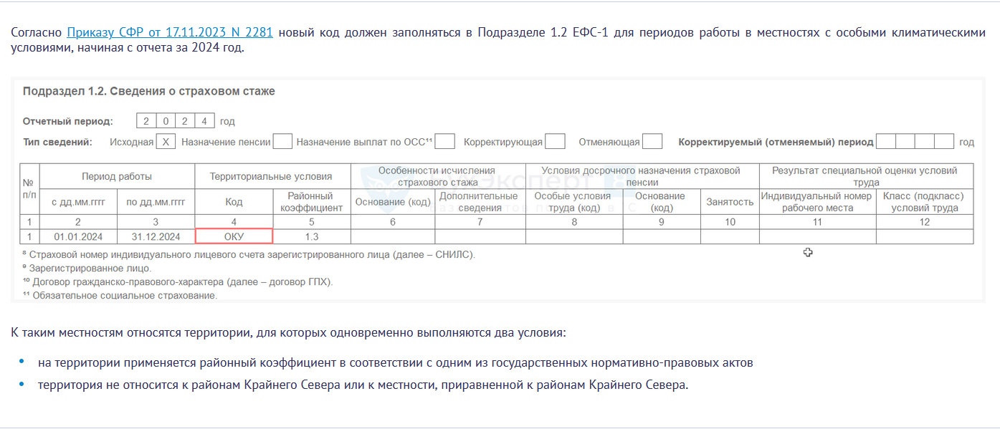 Согласно Приказу СФР от 17.11.2023 N 2281 новый код должен заполняться в Подразделе 1.2 ЕФС-1 для периодов работы в местностях с особыми климатическими
условиями, начиная с отчета за 2024 год.
Подраздел 1.2. Сведения о страховом стаже
Отчетный период: 2 0 2 4 год
Тип сведений: Исходная X Назначение пенсии Назначение выплат по ОСС¹¹ Корректирующая Отменяющая Корректируемый (отменяемый) период год
№ п/п Период работы Территориальные условия Особенности исчисления страхового стажа Условия досрочного назначения страховой пенсии Результат специальной оценки условий труда
с дд.мм.гггг по дд.мм.гггг Код Районный коэффициент Основание (код) Дополнительные сведения Особые условия труда (код) Основание (код) Занятость Индивидуальный номер рабочего места Класс (подкласс) условий труда
1 2 3 4 5 6 7 8 9 10 11 12
1 01.01.2024 31.12.2024 ОКУ 1.3
⁸ Страховой номер индивидуального лицевого счета зарегистрированного лица (далее – СНИЛС).
⁹ Зарегистрированное лицо.
¹⁰ Договор гражданско-правового-характера (далее – договор ГПХ).
¹¹ Обязательное социальное страхование.
К таким местностям относятся территории, для которых одновременно выполняются два условия:
на территории применяется районный коэффициент в соответствии с одним из государственных нормативно-правовых актов
территория не относится к районам Крайнего Севера или к местности, приравненной к районам Крайнего Севера.